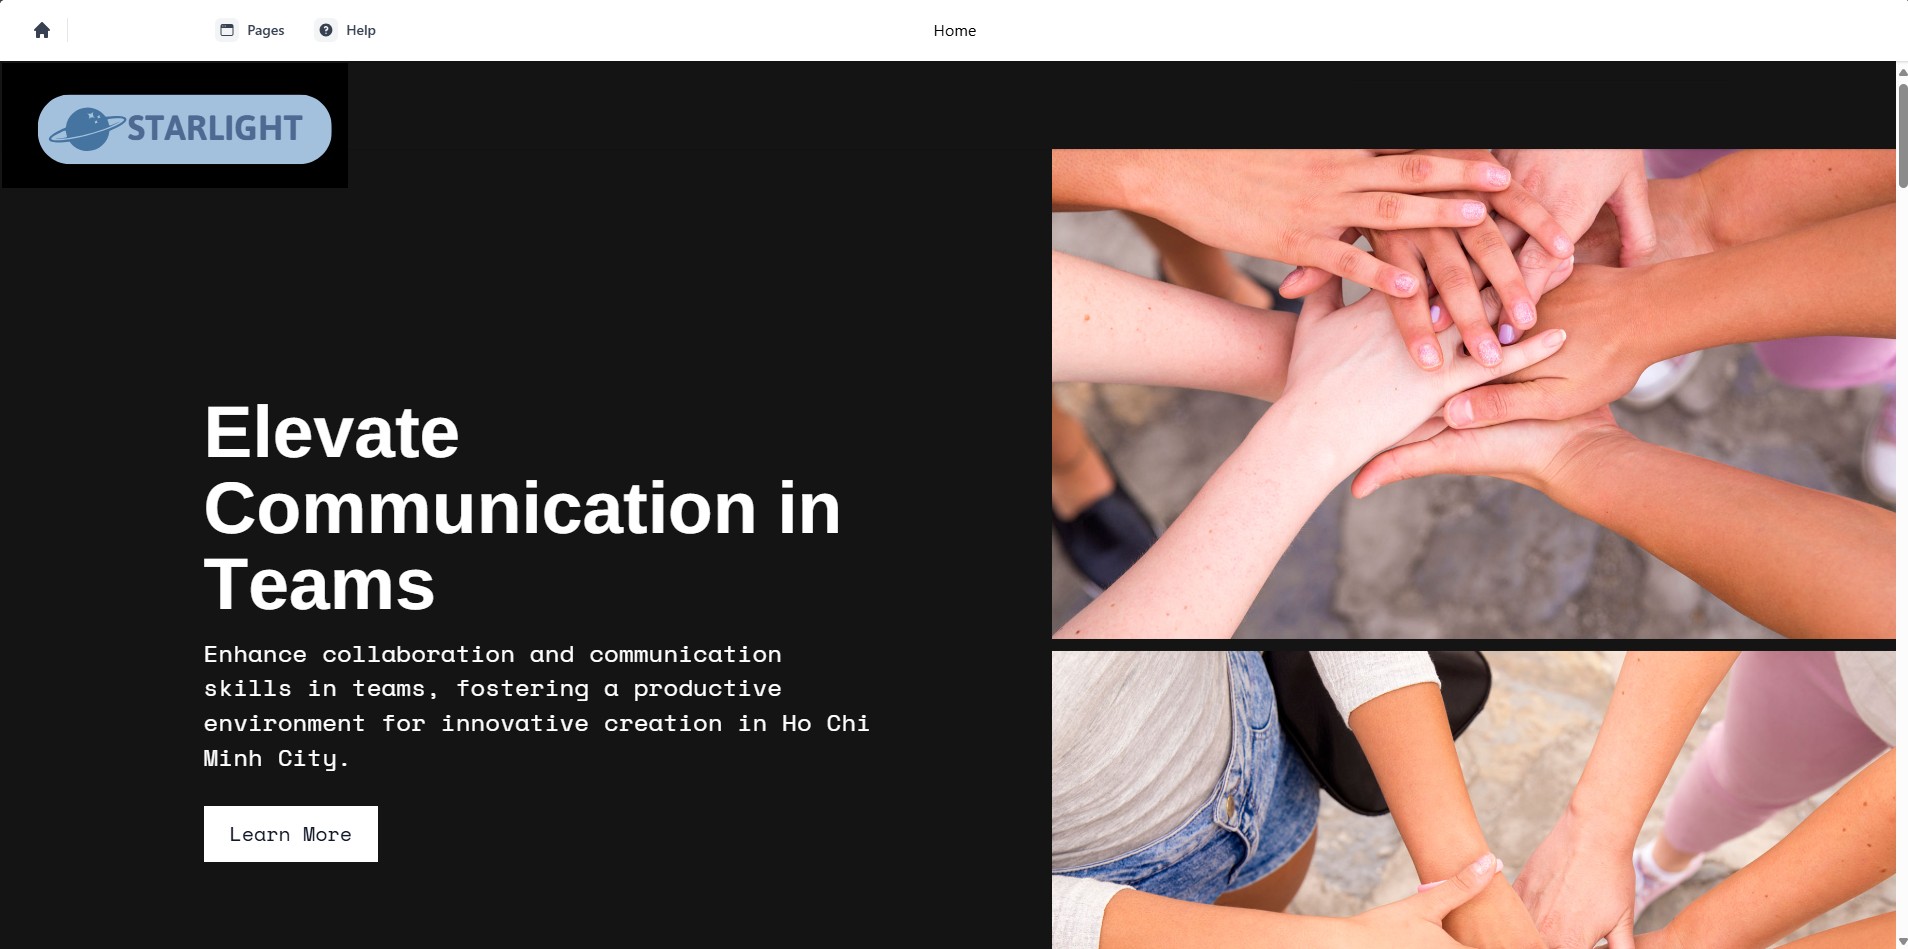 Pages
Help
Home
STARLIGHT
Elevate
Communication in
Teams
Enhance collaboration and communication
skills in teams, fostering a productive
environment for innovative creation in Ho Chi
Minh City.
Learn More